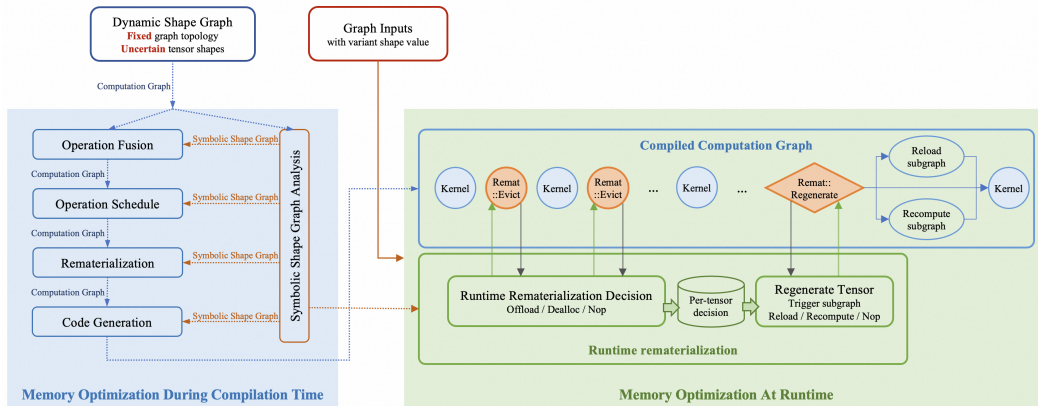 Dynamic Shape Graph
Fixed graph topology
Uncertain tensor shapes
Graph Inputs
with variant shape value
Computation Graph
Operation Fusion
Symbolic Shape Graph
Computation Graph
Operation Schedule
Symbolic Shape Graph
Computation Graph
Rematerialization
Symbolic Shape Graph
Computation Graph
Code Generation
Symbolic Shape Graph
Symbolic Shape Graph Analysis
Memory Optimization During Compilation Time
Compiled Computation Graph
Kernel
Remat
::Evict
Kernel
Remat
::Evict
...
Kernel
...
Remat::
Regenerate
Reload
subgraph
Recompute
subgraph
Kernel
Runtime Rematerialization Decision
Offload / Dealloc / Nop
Per-tensor
decision
Regenerate Tensor
Trigger subgraph
Reload / Recompute / Nop
Runtime rematerialization
Memory Optimization At Runtime